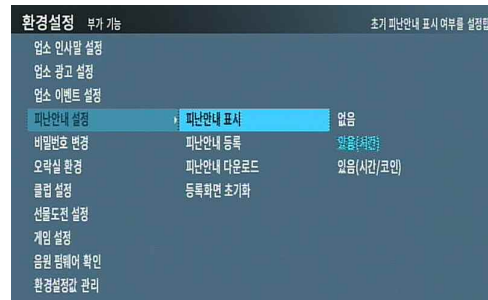 환경설정 부가 기능
초기 피난안내 표시 여부를 설정합
업소 인사말 설정
업소 광고 설정
업소 이벤트 설정
피난안내 설정
피난안내 표시
없음
비밀번호 변경
피난안내 등록
있음(시간)
오락실 환경
피난안내 다운로드
있음(시간/코인)
클럽 설정
등록화면 초기화
선물도전 설정
게임 설정
음원 펌웨어 확인
환경설정값 관리